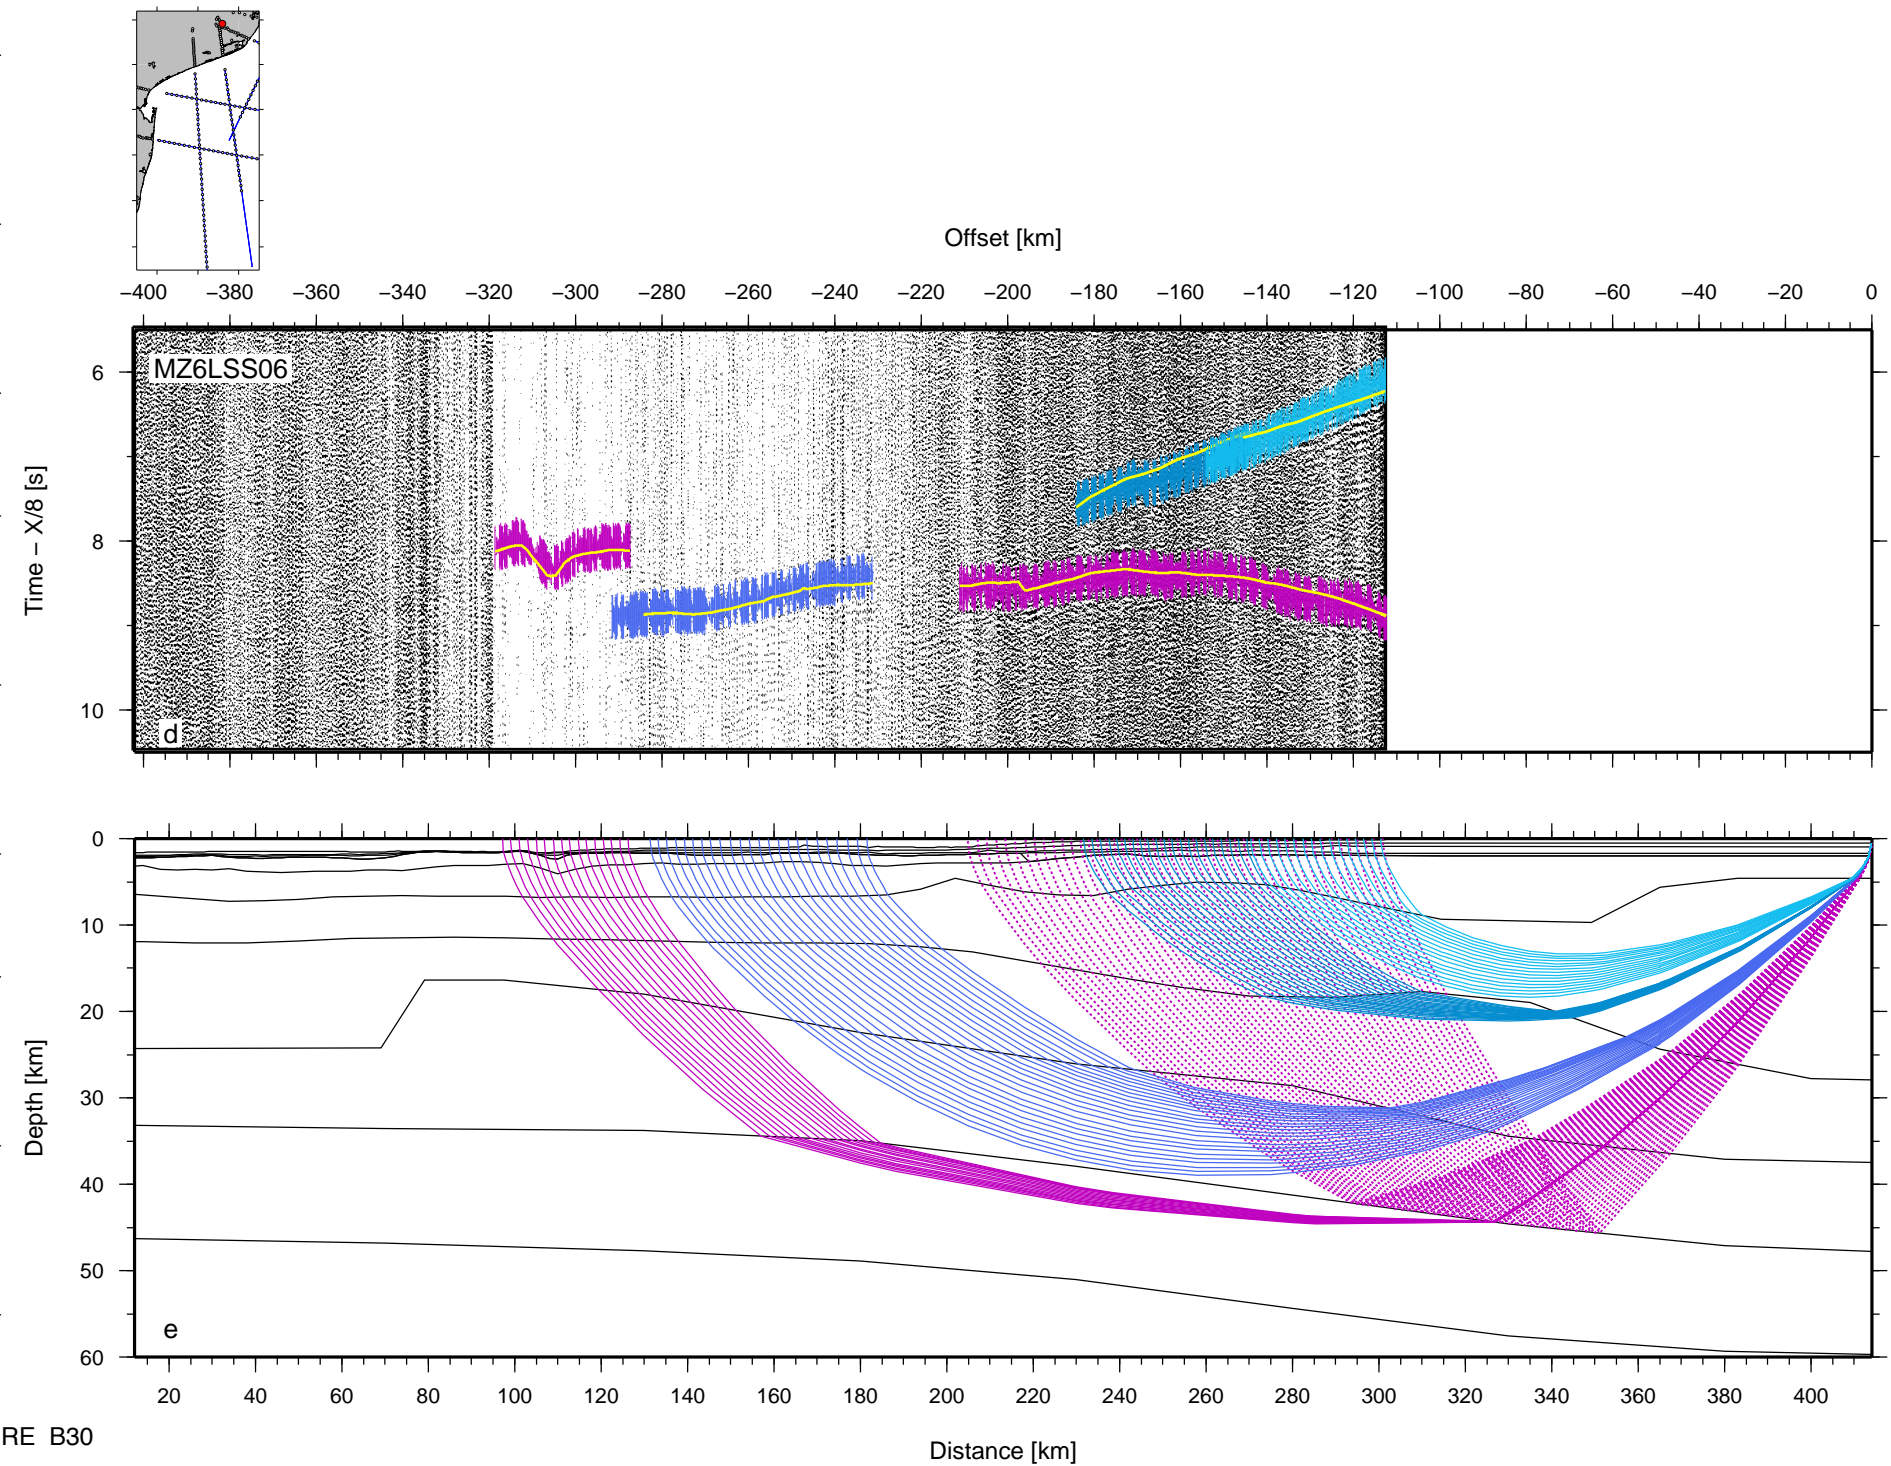 Offset [km]
−400 −380 −360 −340 −320 −300 −280 −260 −240 −220 −200 −180 −160 −140 −120 −100 −80 −60 −40 −20 0
MZ6LSS06
6
8
10
Time − X/8 [s]
d
0
10
20
30
40
50
60
Depth [km]
e
20 40 60 80 100 120 140 160 180 200 220 240 260 280 300 320 340 360 380 400
RE B30
Distance [km]